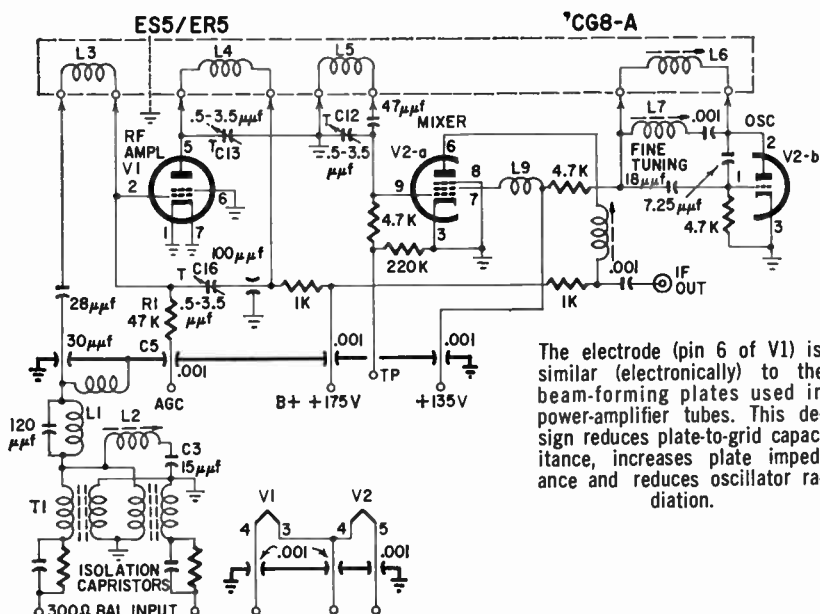 ES5/ER5
'CG8-A
L3
L4
L5
L6
.5-3.5μμf
T
C13
T C12
.5-3.5
μμf
47μμf
MIXER
L7
.001
OSC
RF
AMPL
V1
5
2
6
1
7
V2-a
6
8
7
9
3
L9
4.7K
FINE
TUNING
18μμf
7.25μμf
2
1
3
V2-b
4.7K
4.7K
220K
100μμf
T C16
.5-3.5
μμf
28μμf
R1
47K
1K
1K
.001
IF
OUT
30μμf
C5
.001
.001
.001
AGC
B+ +175V
TP
+135V
The electrode (pin 6 of V1) is
similar (electronically) to the
beam-forming plates used in
power-amplifier tubes. This de-
sign reduces plate-to-grid capac-
itance, increases plate imped-
ance and reduces oscillator ra-
diation.
120
μμf
L1
L2
C3
15μμf
T1
V1
V2
4
3
4
5
.001
.001
ISOLATION
CAPRISTORS
300Ω BAL INPUT